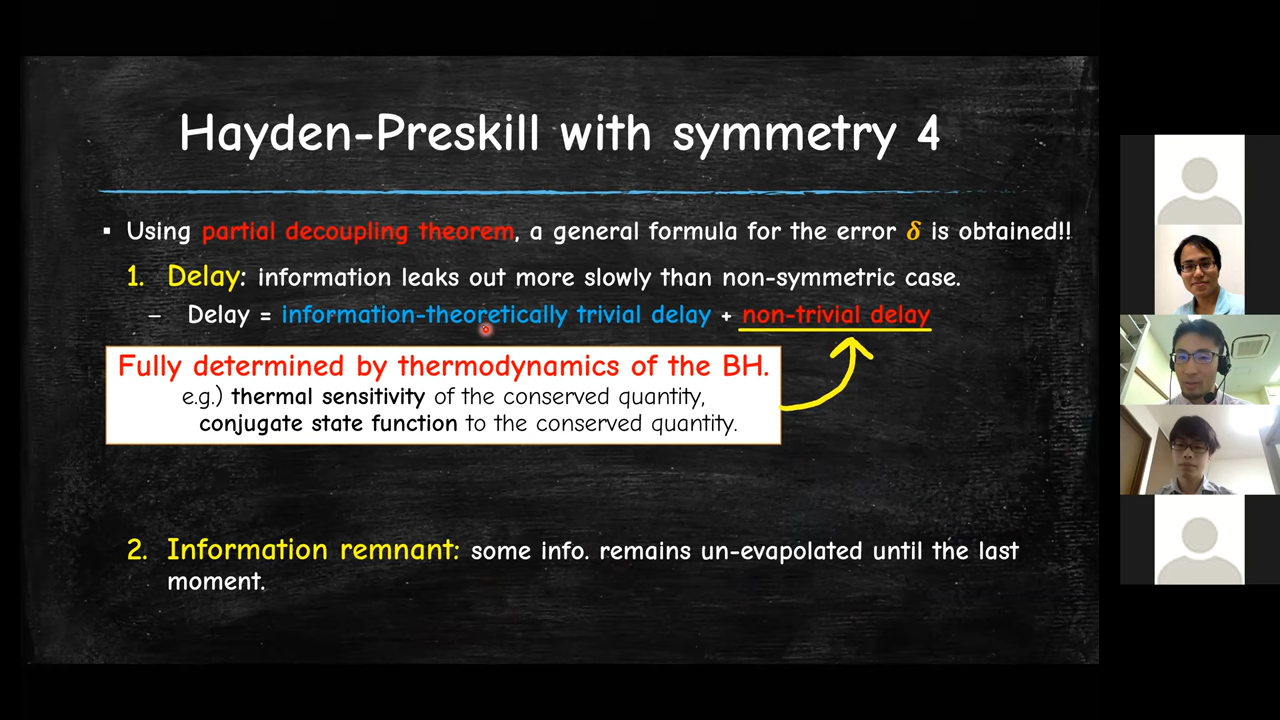 Hayden-Preskill with symmetry 4
▪ Using partial decoupling theorem, a general formula for the error δ is obtained!!
1. Delay: information leaks out more slowly than non-symmetric case.
– Delay = information-theoretically trivial delay + non-trivial delay
Fully determined by thermodynamics of the BH.
e.g.) thermal sensitivity of the conserved quantity,
conjugate state function to the conserved quantity.
2. Information remnant: some info. remains un-evapolated until the last
moment.